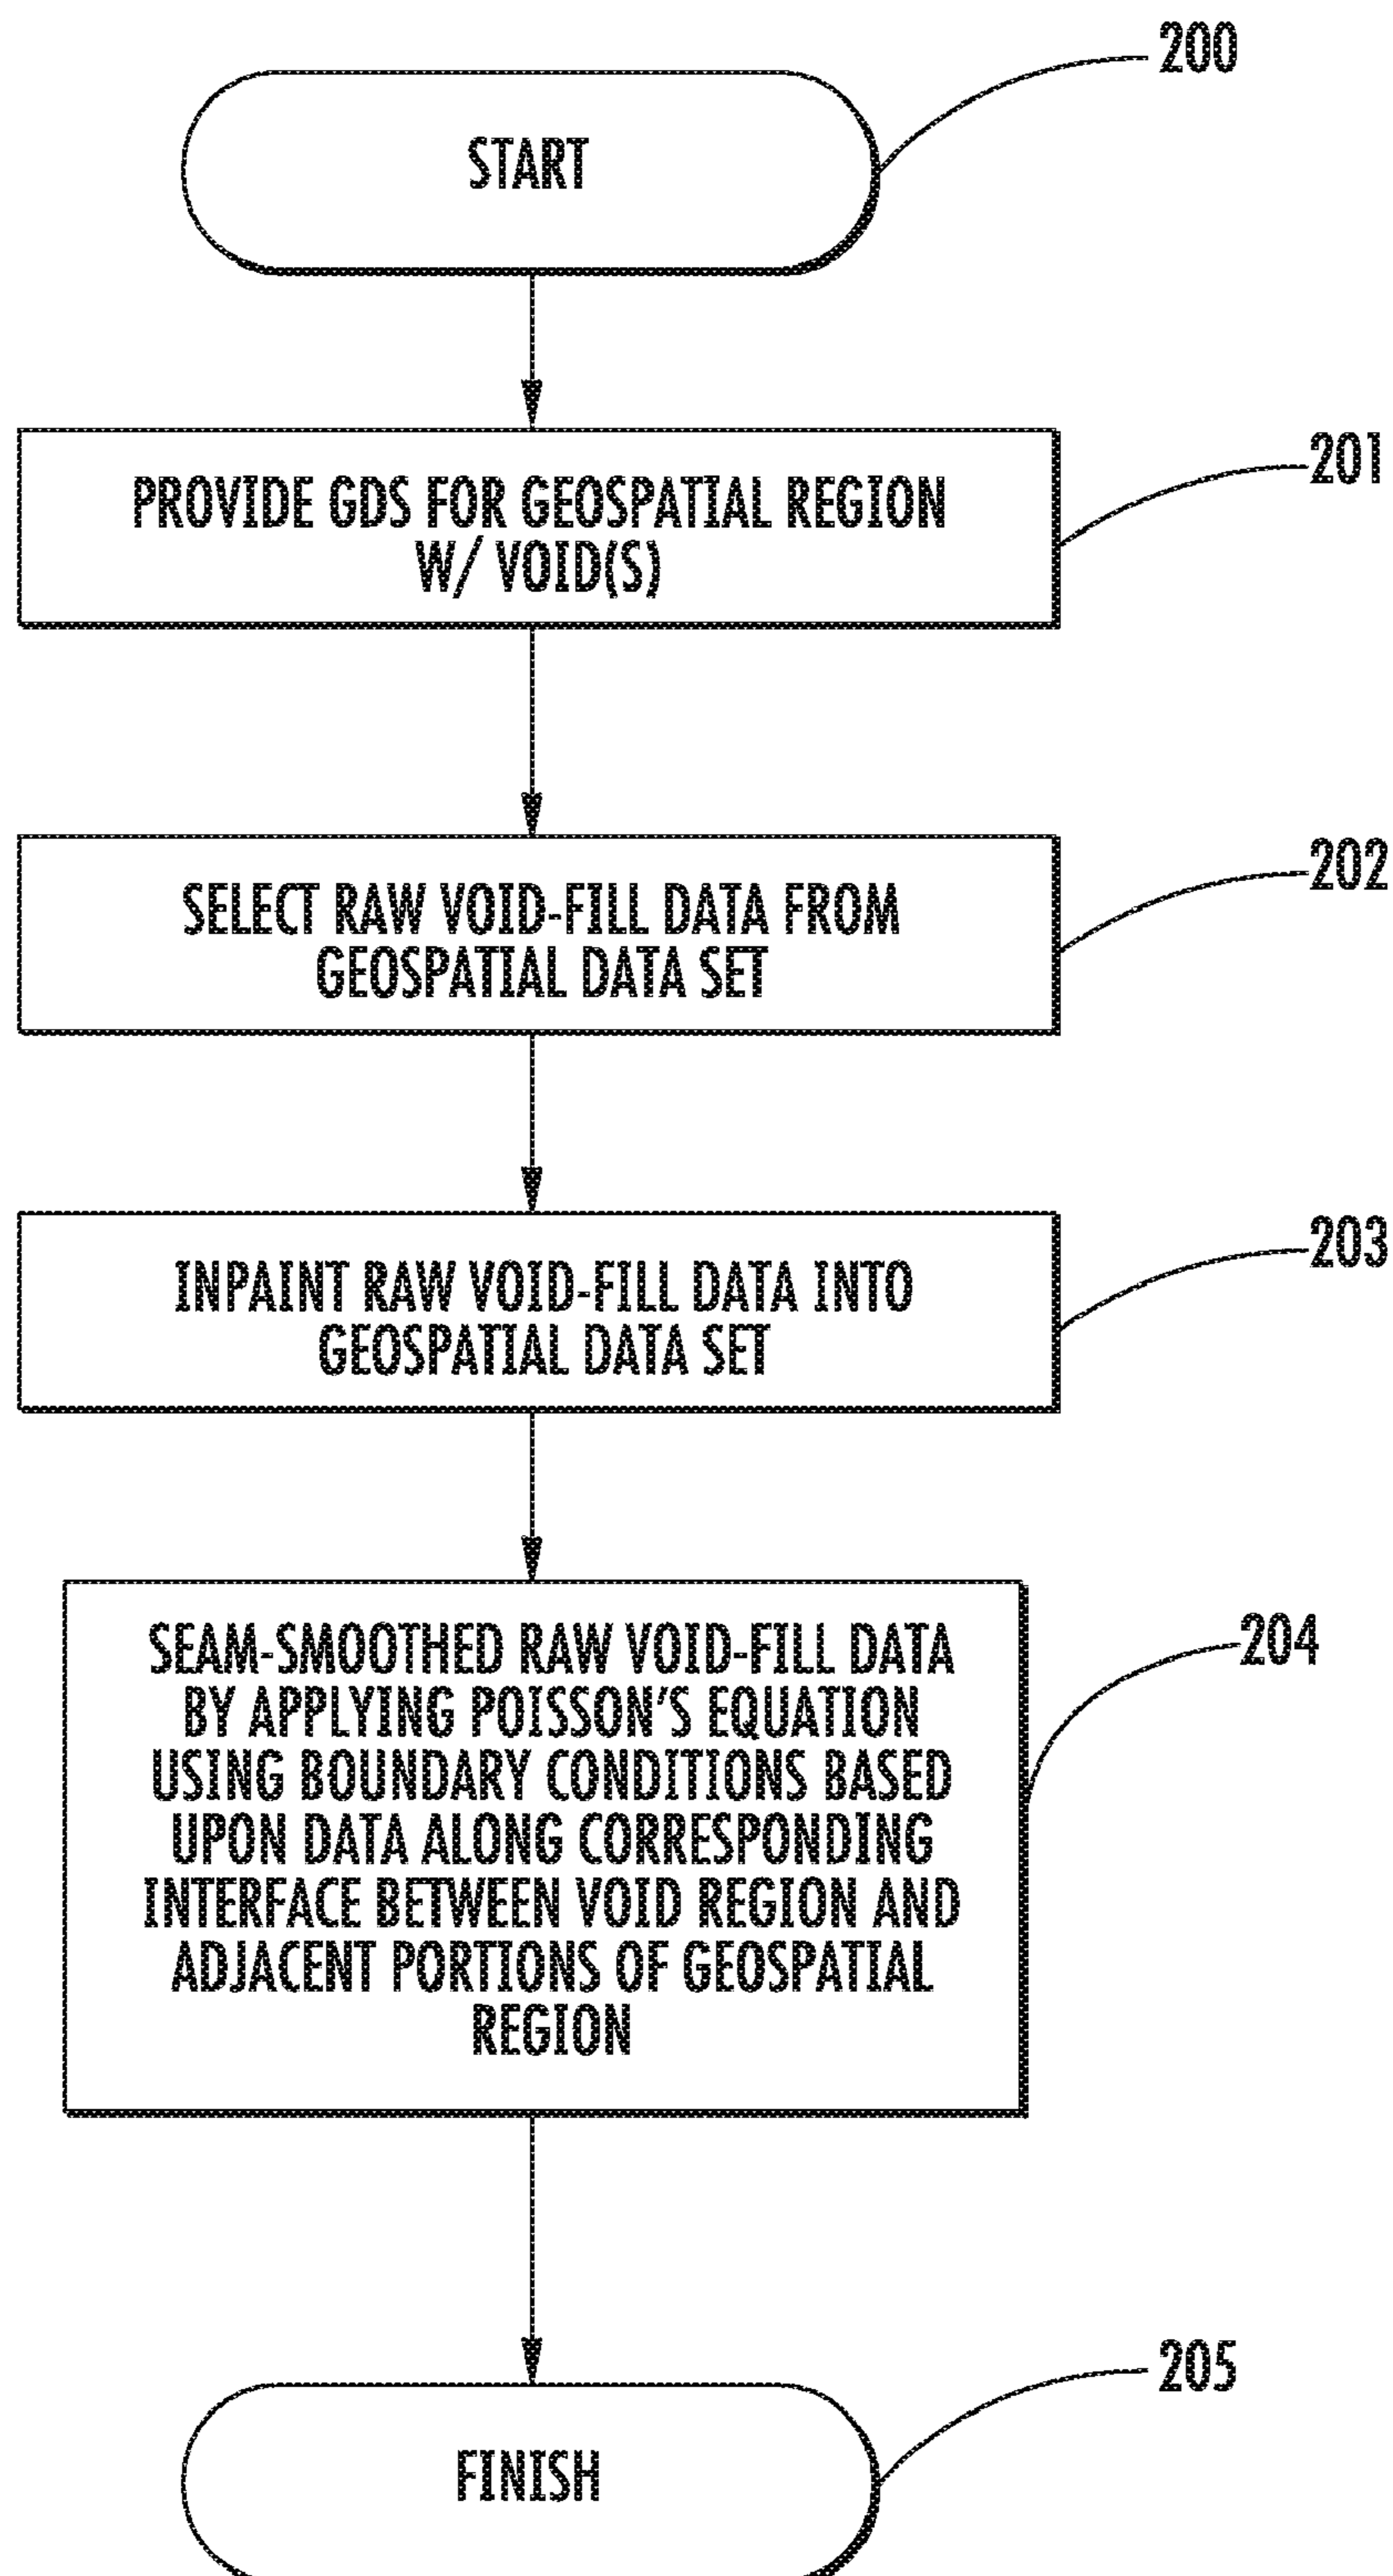 200
START
201
PROVIDE GDS FOR GEOSPATIAL REGION
W/ VOID(S)
202
SELECT RAW VOID-FILL DATA FROM
GEOSPATIAL DATA SET
203
INPAINT RAW VOID-FILL DATA INTO
GEOSPATIAL DATA SET
204
SEAM-SMOOTHED RAW VOID-FILL DATA
BY APPLYING POISSON'S EQUATION
USING BOUNDARY CONDITIONS BASED
UPON DATA ALONG CORRESPONDING
INTERFACE BETWEEN VOID REGION AND
ADJACENT PORTIONS OF GEOSPATIAL
REGION
205
FINISH